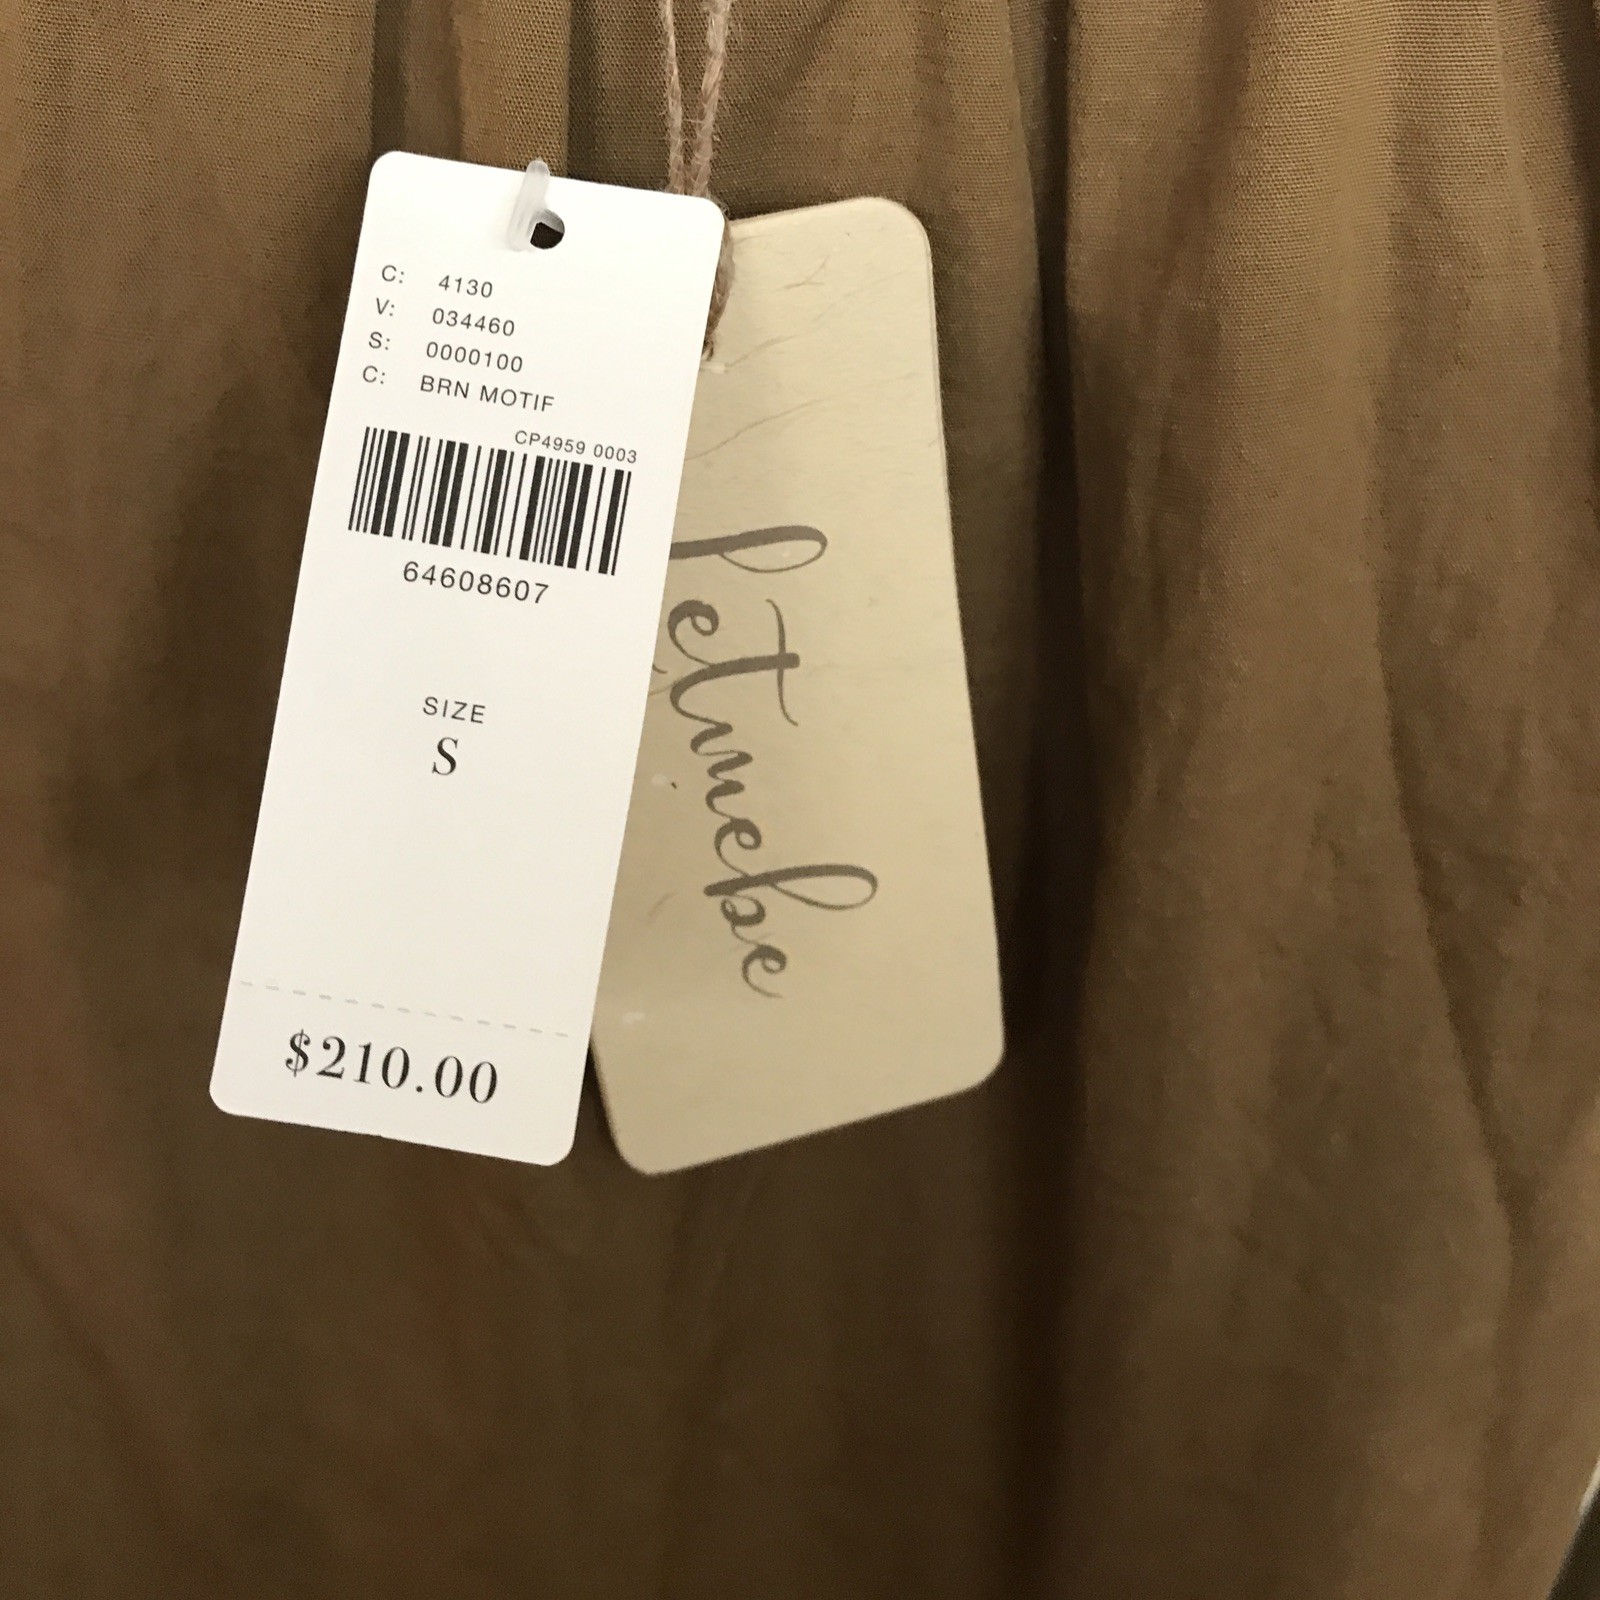 C: 4130
V: 034460
S: 0000100
C: BRN MOTIF
CP4959 0003
64608607
SIZE
S
$210.00
Letmebe